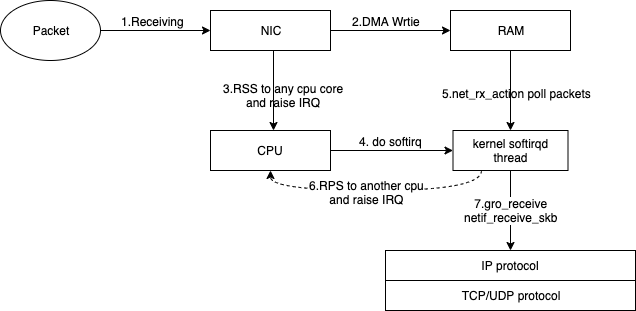 Packet
1.Receiving
NIC
2.DMA Wrtie
RAM
3.RSS to any cpu core
and raise IRQ
5.net_rx_action poll packets
CPU
4. do softirq
kernel softirqd
thread
6.RPS to another cpu
and raise IRQ
7.gro_receive
netif_receive_skb
IP protocol
TCP/UDP protocol